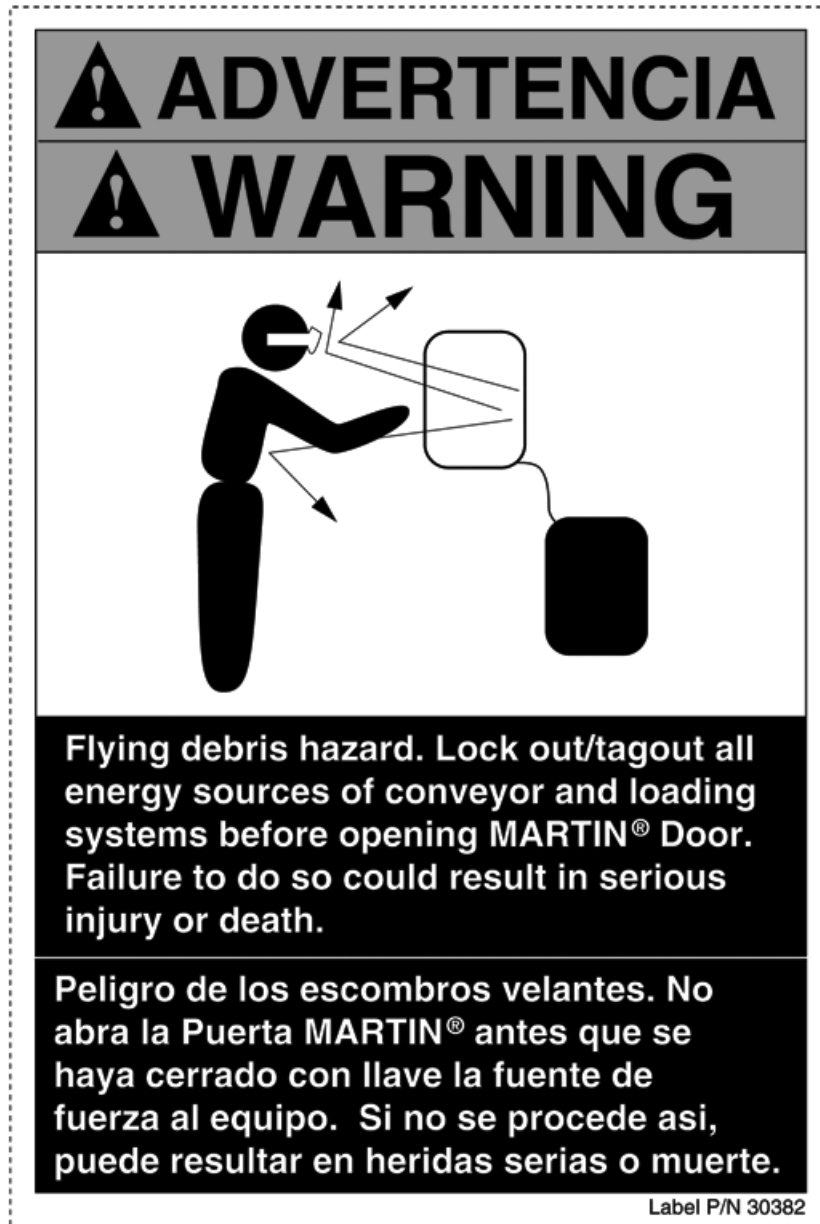 ADVERTENCIA
WARNING
Flying debris hazard. Lock out/tagout all
energy sources of conveyor and loading
systems before opening MARTIN® Door.
Failure to do so could result in serious
injury or death.
Peligro de los escombros velantes. No
abra la Puerta MARTIN® antes que se
haya cerrado con llave la fuente de
fuerza al equipo.  Si no se procede asi,
puede resultar en heridas serias o muerte.
Label P/N 30382